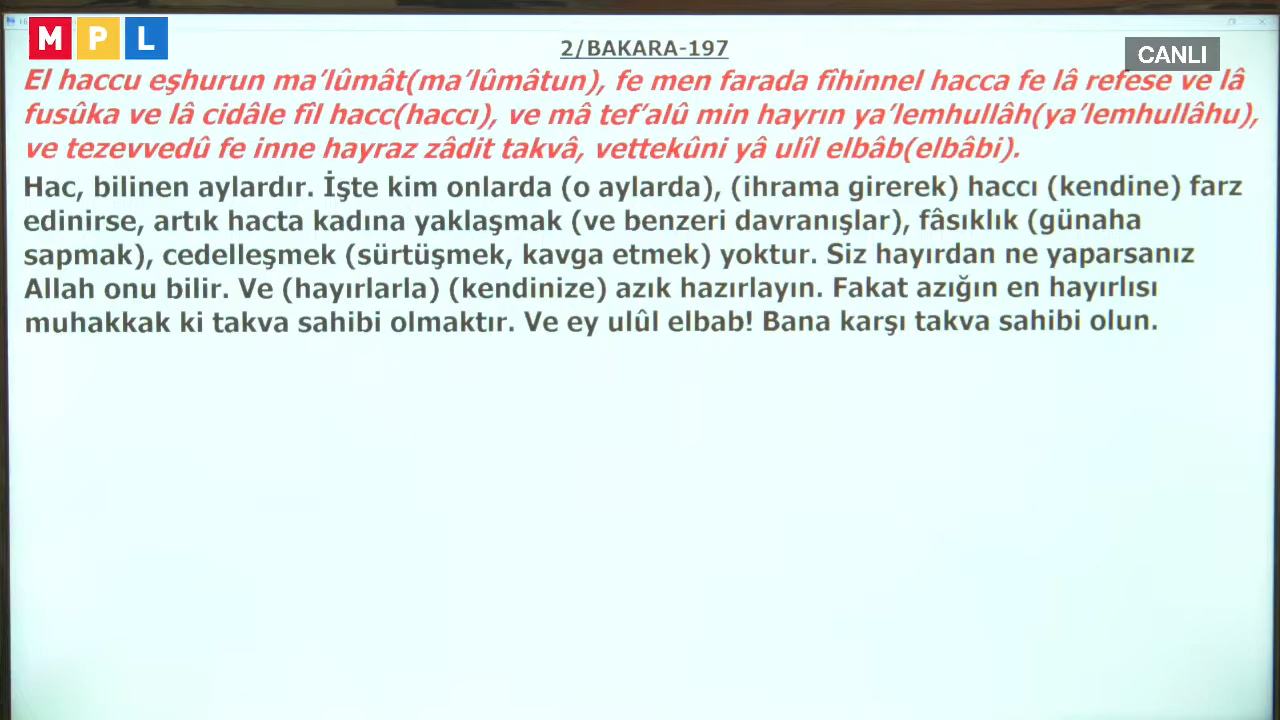 MPL
CANLI
2/BAKARA-197
El haccu eşhurun ma’lûmât(ma’lûmâtun), fe men farada fîhinnel hacca fe lâ refese ve lâ
fusûka ve lâ cidâle fîl hacc(haccı), ve mâ tef’alû min hayrın ya’lemhullâh(ya’lemhullâhu),
ve tezevvedû fe inne hayraz zâdit takvâ, vettekûni yâ ulîl elbâb(elbâbi).
Hac, bilinen aylardır. İşte kim onlarda (o aylarda), (ihrama girerek) haccı (kendine) farz
edinirse, artık hacta kadına yaklaşmak (ve benzeri davranışlar), fâsıklık (günaha
sapmak), cedelleşmek (sürtüşmek, kavga etmek) yoktur. Siz hayırdan ne yaparsanız
Allah onu bilir. Ve (hayırlarla) (kendinize) azık hazırlayın. Fakat azığın en hayırlısı
muhakkak ki takva sahibi olmaktır. Ve ey ulûl elbab! Bana karşı takva sahibi olun.